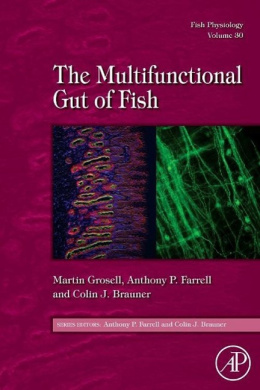 Fish Physiology
Volume 30
The Multifunctional
Gut of Fish
Martin Grosell, Anthony P. Farrell
and Colin J. Brauner
SERIES EDITORS: Anthony P. Farrell and Colin J. Brauner
AP